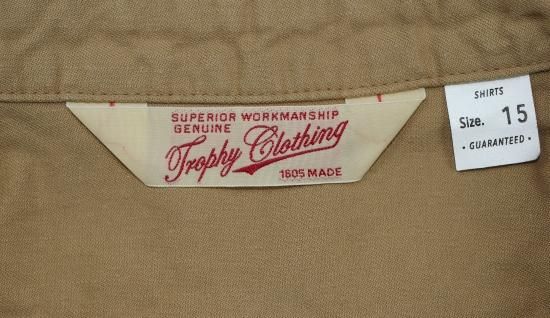 SUPERIOR WORKMANSHIP
GENUINE
Trophy Clothing
1605 MADE
SHIRTS
Size. 15
· GUARANTEED ·